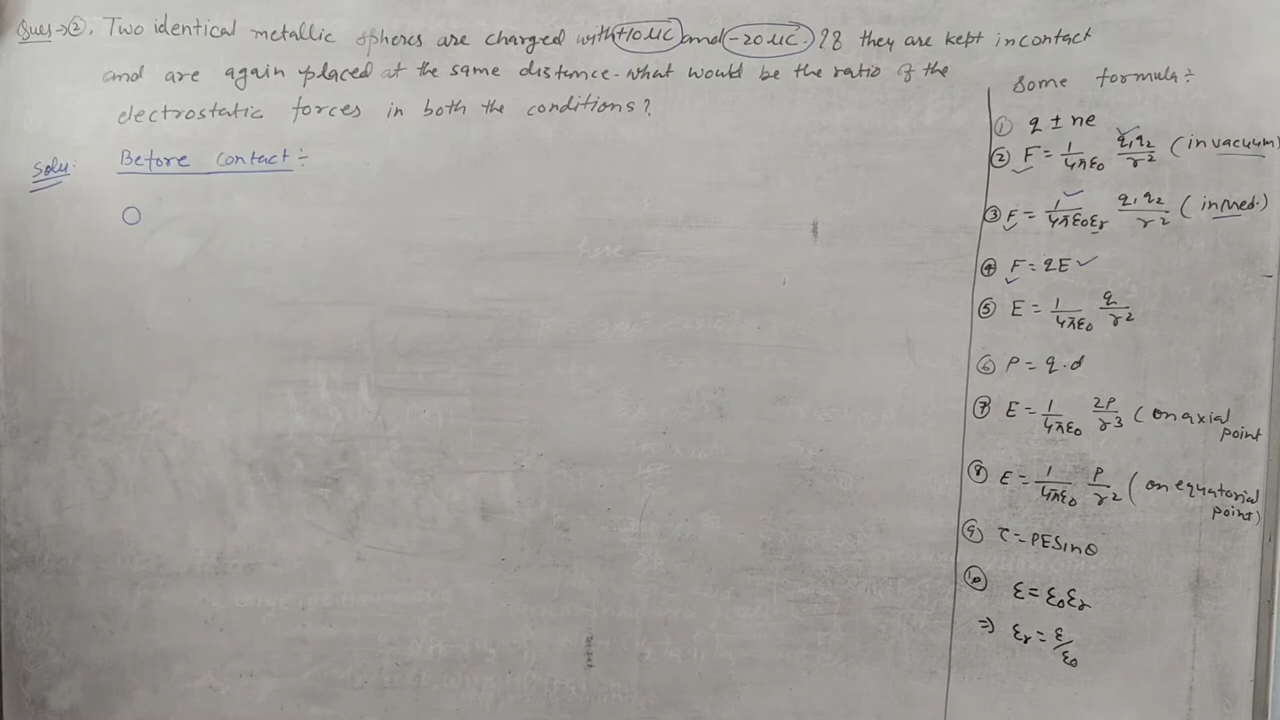 Ques→②. Two identical metallic spheres are charged with +10 μC and -20 μC. If they are kept in contact
and are again placed at the same distance. what would be the ratio of the
electrostatic forces in both the conditions?
Solu. Before contact ÷
Some formula ÷
① q ± ne
② F = 1/4πε0 q1q2/r2 (in vacuum)
③ F = 1/4πε0εr q1q2/r2 (in med.)
④ F = qE
⑤ E = 1/4πε0 q/r2
⑥ P = q.d
⑦ E = 1/4πε0 2P/r3 (on axial
point
⑧ E = 1/4πε0 P/r2 (on equatorial
point)
⑨ τ = PE Sinθ
⑩ ε = ε0εr
⇒ εr = ε/ε0